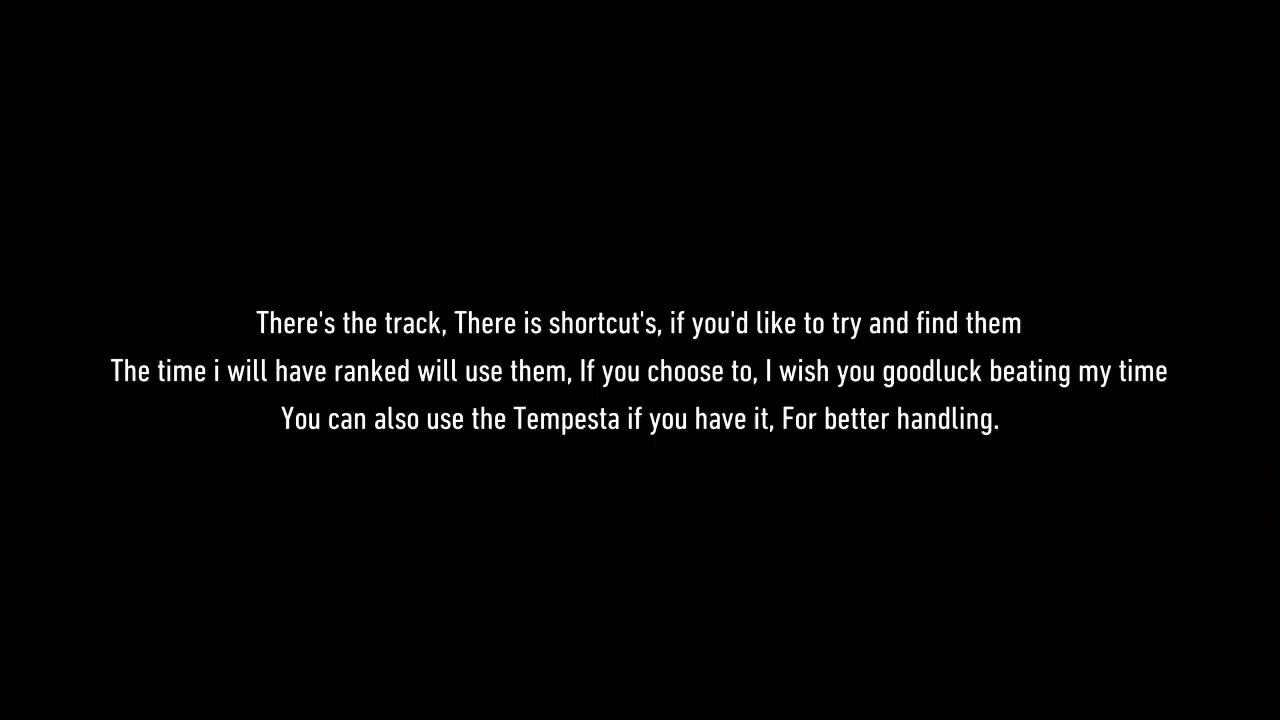 There's the track, There is shortcut's, if you'd like to try and find them
The time i will have ranked will use them, If you choose to, I wish you goodluck beating my time
You can also use the Tempesta if you have it, For better handling.